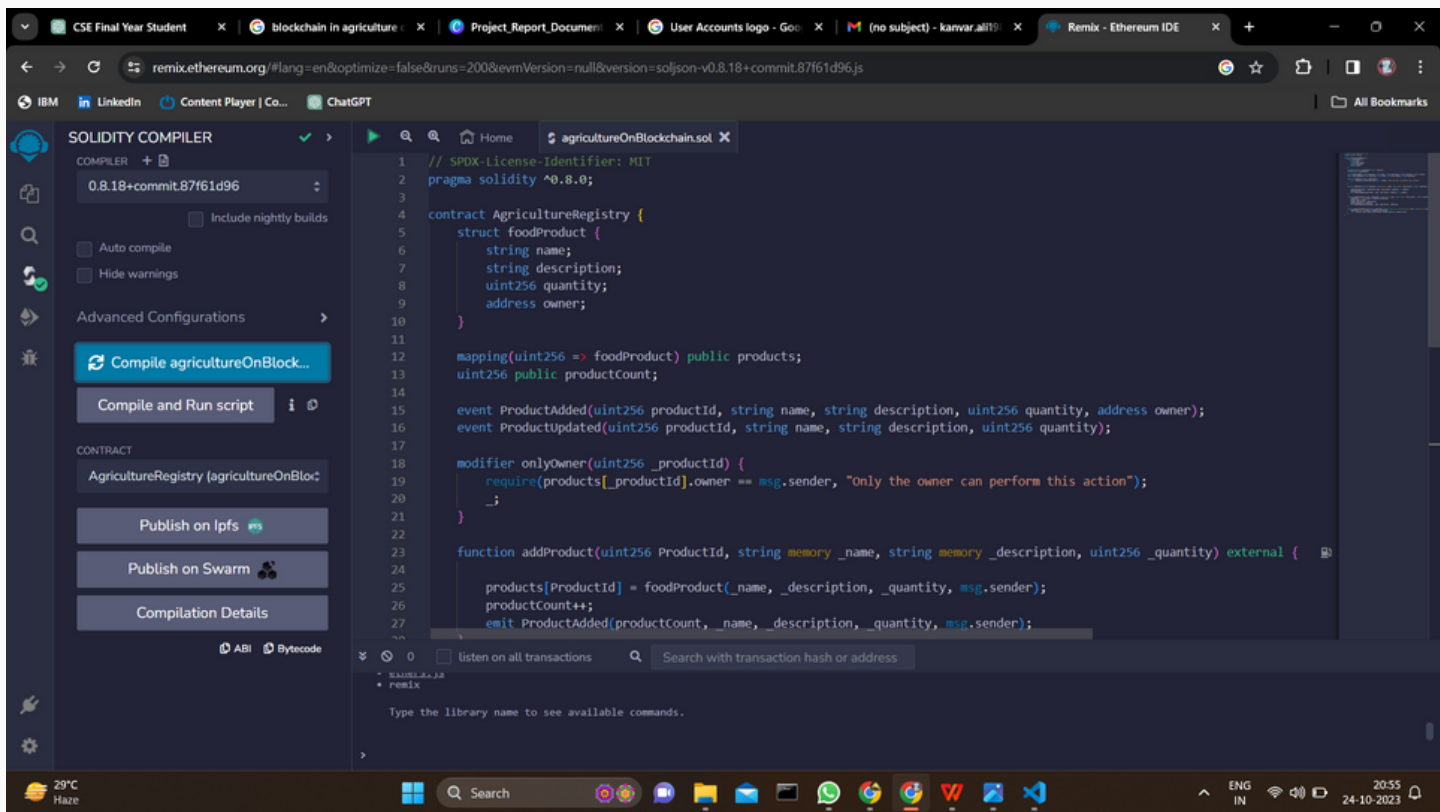 CSE Final Year Student
blockchain in agriculture c
Project_Report_Document
User Accounts logo - Goo
(no subject) - kanvar.ali19
Remix - Ethereum IDE
remix.ethereum.org/#lang=en&optimize=false&runs=200&evmVersion=null&version=soljson-v0.8.18+commit.87f61d96.js
IBM
LinkedIn
Content Player | Co...
ChatGPT
All Bookmarks
SOLIDITY COMPILER
COMPILER
0.8.18+commit.87f61d96
Include nightly builds
Auto compile
Hide warnings
Advanced Configurations
Compile agricultureOnBlock...
Compile and Run script
CONTRACT
AgricultureRegistry (agricultureOnBloc
Publish on Ipfs
Publish on Swarm
Compilation Details
ABI Bytecode
Home
agricultureOnBlockchain.sol
1 // SPDX-License-Identifier: MIT
2 pragma solidity ^0.8.0;
3
4 contract AgricultureRegistry {
5 struct foodProduct {
6 string name;
7 string description;
8 uint256 quantity;
9 address owner;
10 }
11
12 mapping(uint256 => foodProduct) public products;
13 uint256 public productCount;
14
15 event ProductAdded(uint256 productId, string name, string description, uint256 quantity, address owner);
16 event ProductUpdated(uint256 productId, string name, string description, uint256 quantity);
17
18 modifier onlyOwner(uint256 _productId) {
19 require(products[_productId].owner == msg.sender, "Only the owner can perform this action");
20 _;
21 }
22
23 function addProduct(uint256 ProductId, string memory _name, string memory _description, uint256 _quantity) external {
24
25 products[ProductId] = foodProduct(_name, _description, _quantity, msg.sender);
26 productCount++;
27 emit ProductAdded(productCount, _name, _description, _quantity, msg.sender);
0
listen on all transactions
Search with transaction hash or address
• remix
Type the library name to see available commands.
>
29°C
Haze
Search
ENG
IN
20:55
24-10-2023